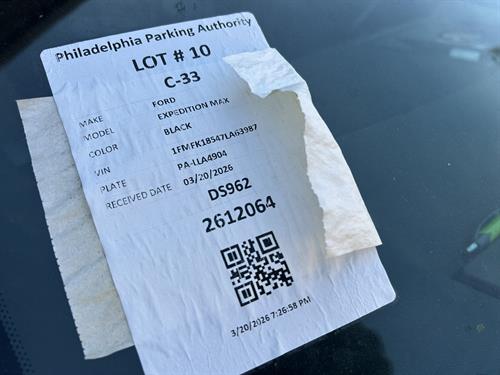 Philadelphia Parking Authority
LOT # 10
C-33
MAKE FORD
MODEL EXPEDITION MAX
COLOR BLACK
VIN 1FMFK18547LA63987
PLATE PA-LLA4904
RECEIVED DATE 03/20/2026
DS962
2612064
3/20/2026 7:26:58 PM